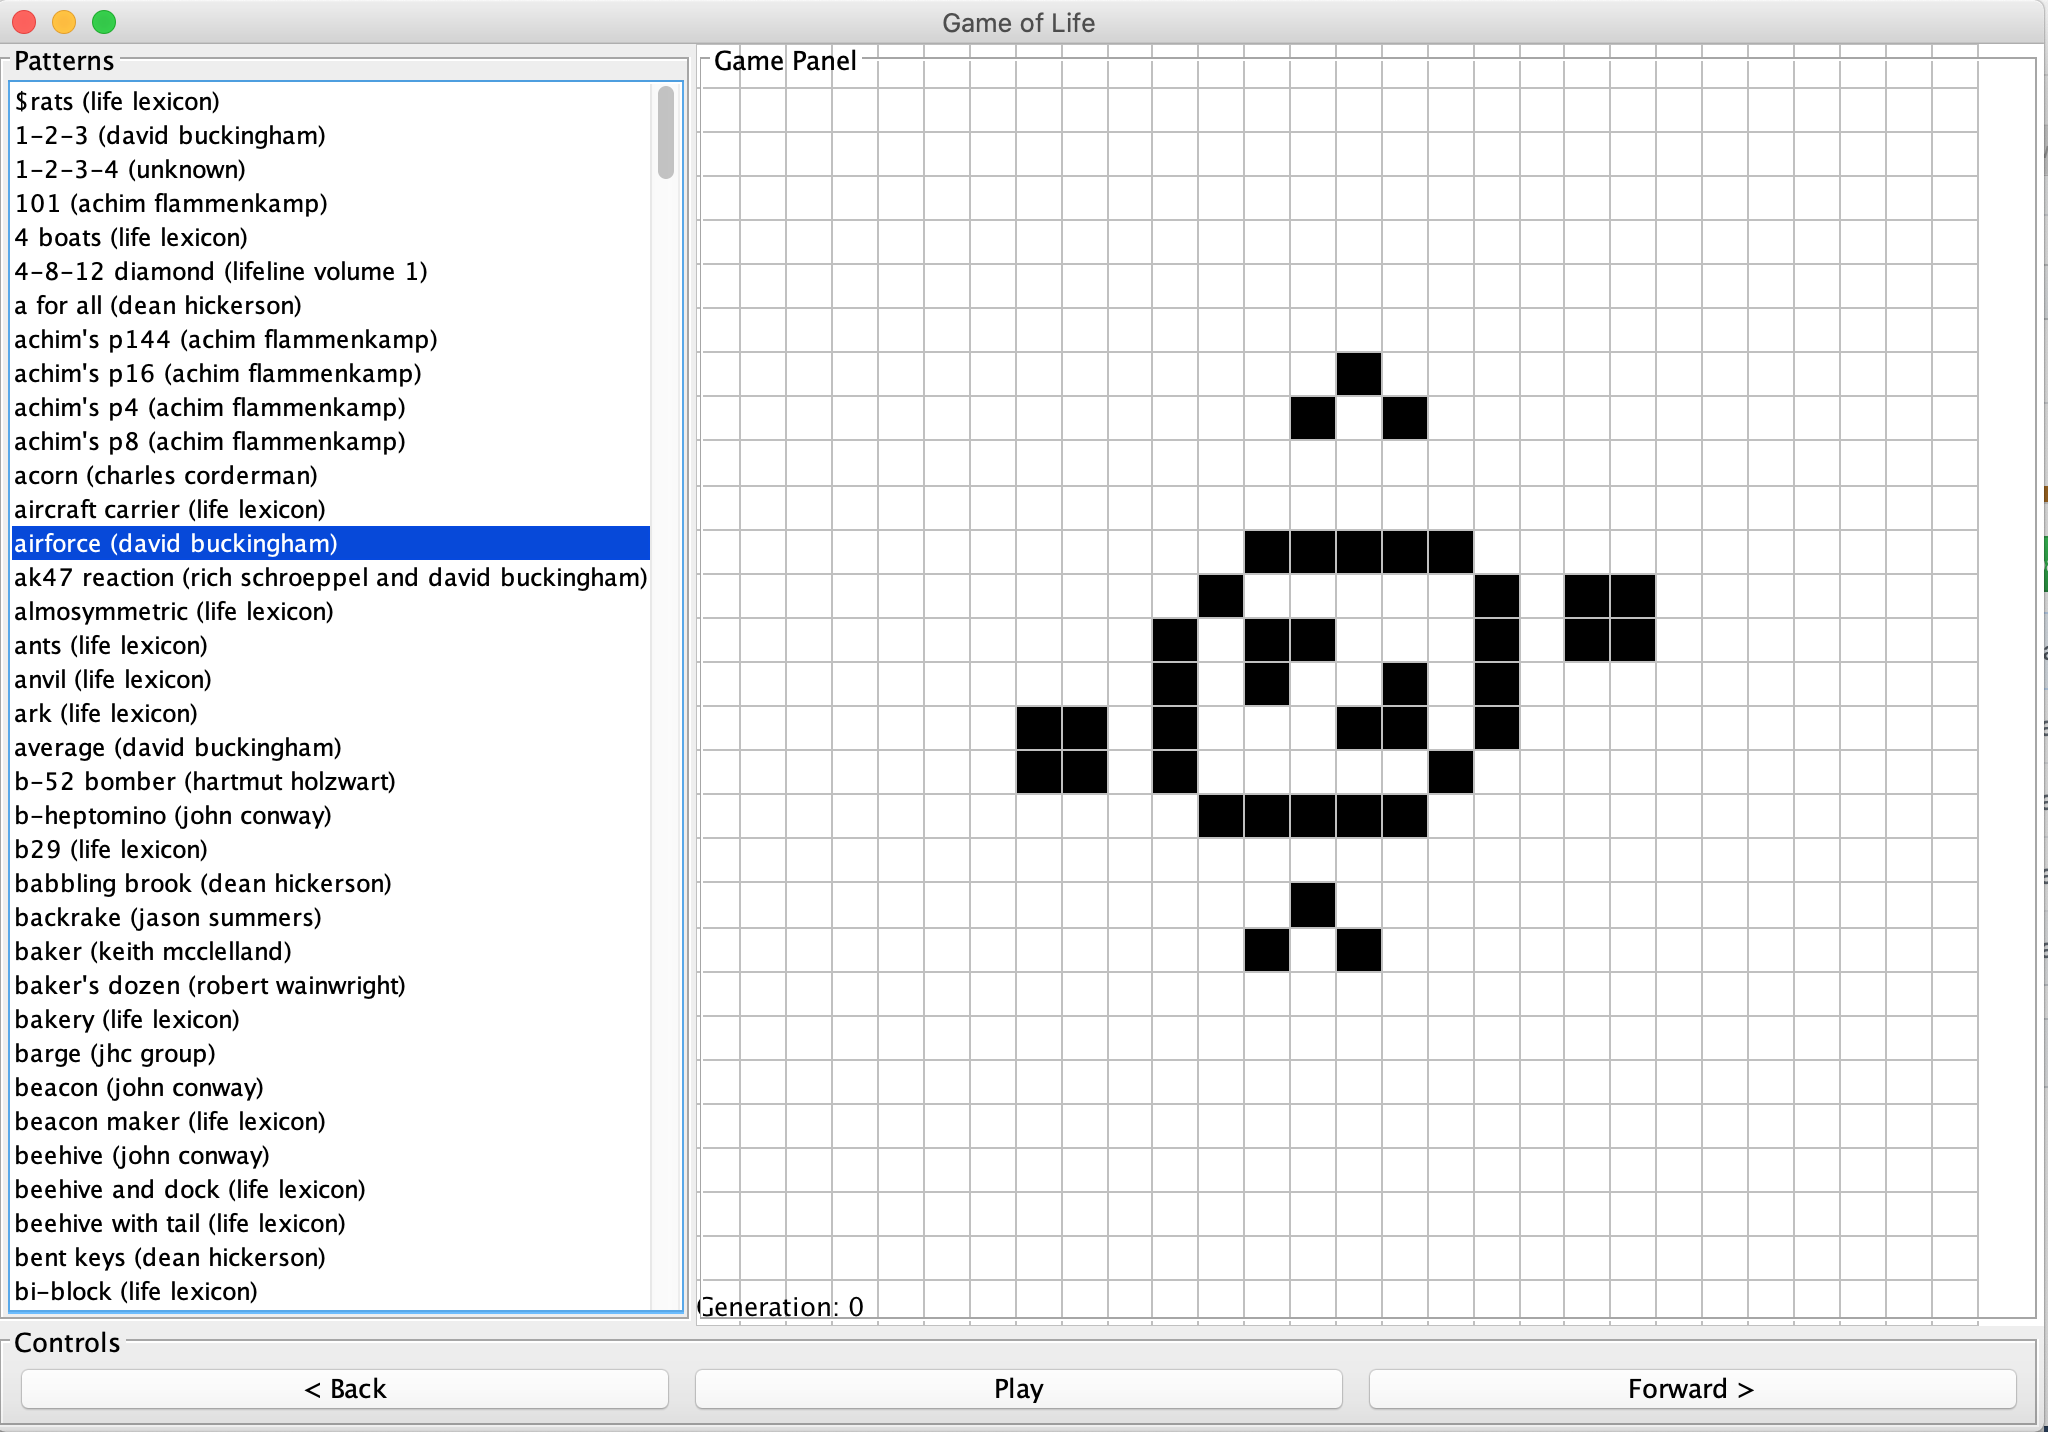 Game of Life
Patterns
$rats (life lexicon)
1-2-3 (david buckingham)
1-2-3-4 (unknown)
101 (achim flammenkamp)
4 boats (life lexicon)
4-8-12 diamond (lifeline volume 1)
a for all (dean hickerson)
achim's p144 (achim flammenkamp)
achim's p16 (achim flammenkamp)
achim's p4 (achim flammenkamp)
achim's p8 (achim flammenkamp)
acorn (charles corderman)
aircraft carrier (life lexicon)
airforce (david buckingham)
ak47 reaction (rich schroeppel and david buckingham)
almosymmetric (life lexicon)
ants (life lexicon)
anvil (life lexicon)
ark (life lexicon)
average (david buckingham)
b-52 bomber (hartmut holzwart)
b-heptomino (john conway)
b29 (life lexicon)
babbling brook (dean hickerson)
backrake (jason summers)
baker (keith mcclelland)
baker's dozen (robert wainwright)
bakery (life lexicon)
barge (jhc group)
beacon (john conway)
beacon maker (life lexicon)
beehive (john conway)
beehive and dock (life lexicon)
beehive with tail (life lexicon)
bent keys (dean hickerson)
bi-block (life lexicon)
Game Panel
Generation: 0
Controls
< Back
Play
Forward >